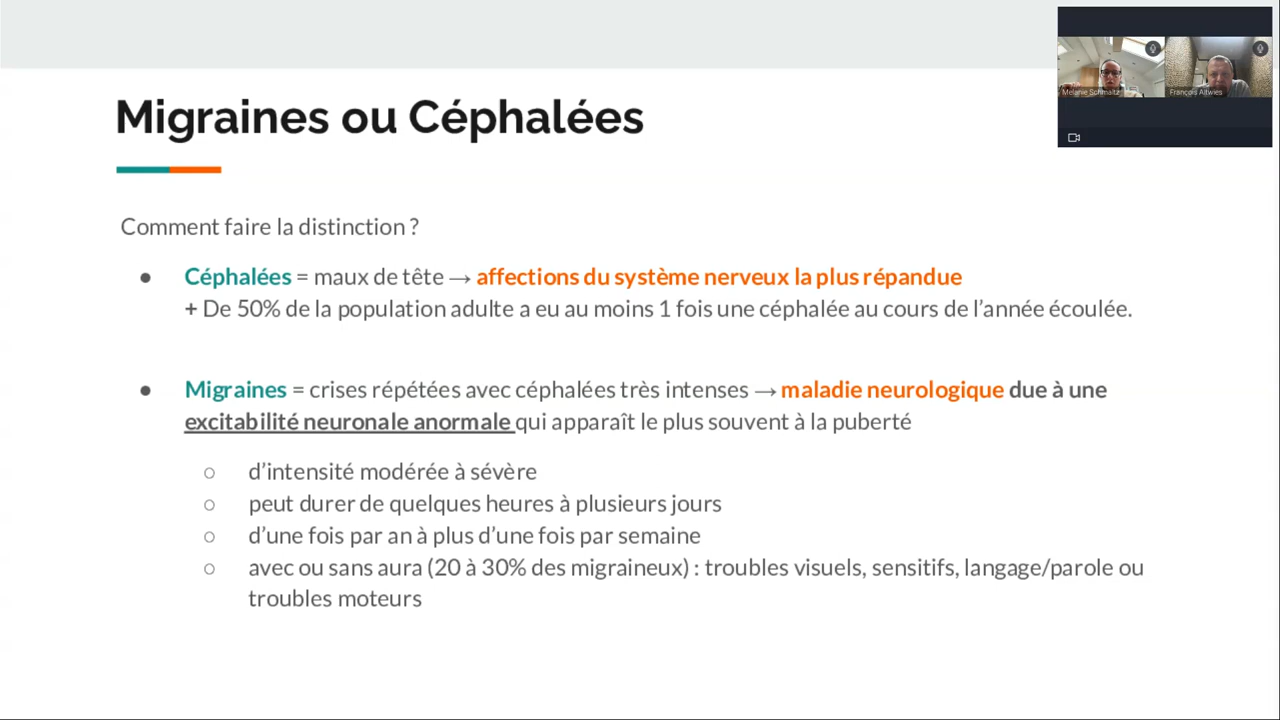 Migraines ou Céphalées
Mélanie Schmaltz
François Altwies
Comment faire la distinction ?
● Céphalées = maux de tête → affections du système nerveux la plus répandue
+ De 50% de la population adulte a eu au moins 1 fois une céphalée au cours de l’année écoulée.
● Migraines = crises répétées avec céphalées très intenses → maladie neurologique due à une
excitabilité neuronale anormale qui apparaît le plus souvent à la puberté
○ d’intensité modérée à sévère
○ peut durer de quelques heures à plusieurs jours
○ d’une fois par an à plus d’une fois par semaine
○ avec ou sans aura (20 à 30% des migraineux) : troubles visuels, sensitifs, langage/parole ou
troubles moteurs